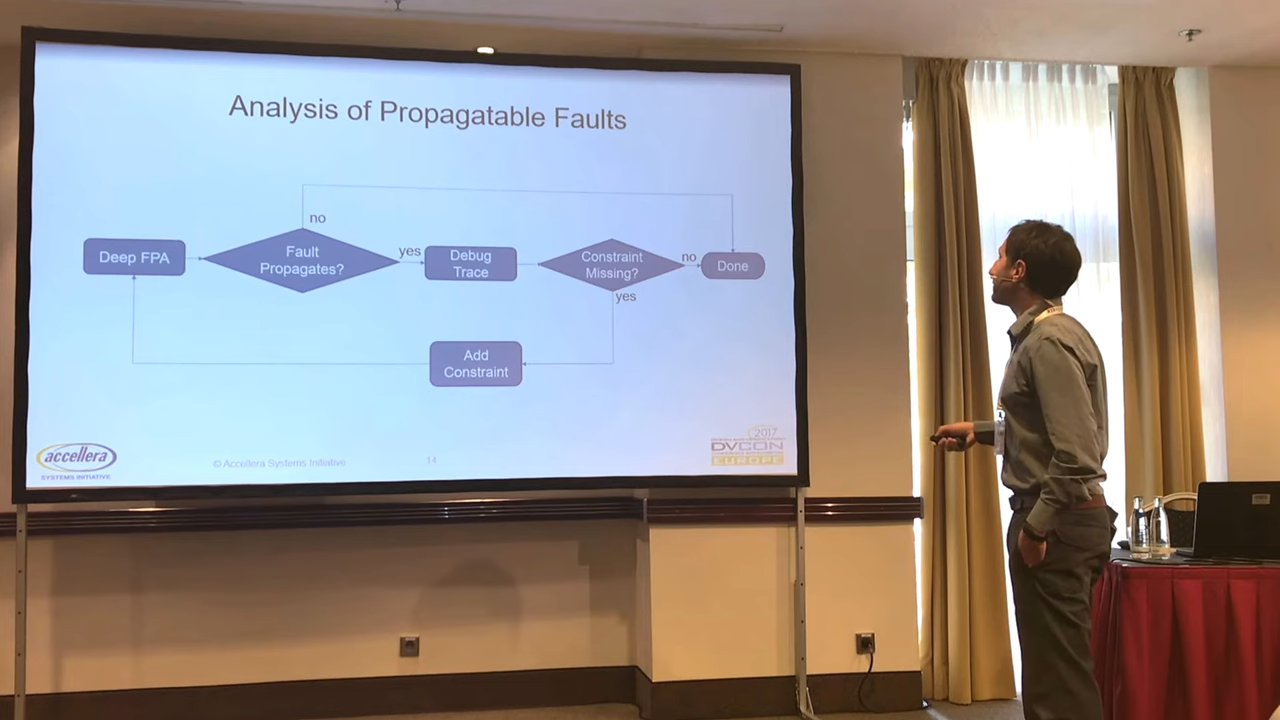 Analysis of Propagatable Faults
no
Deep FPA
Fault
Propagates?
yes
Debug
Trace
Constraint
Missing?
no
Done
yes
Add
Constraint
accellera
SYSTEMS INITIATIVE
© Accellera Systems Initiative
14
2017
DVCON
EUROPE